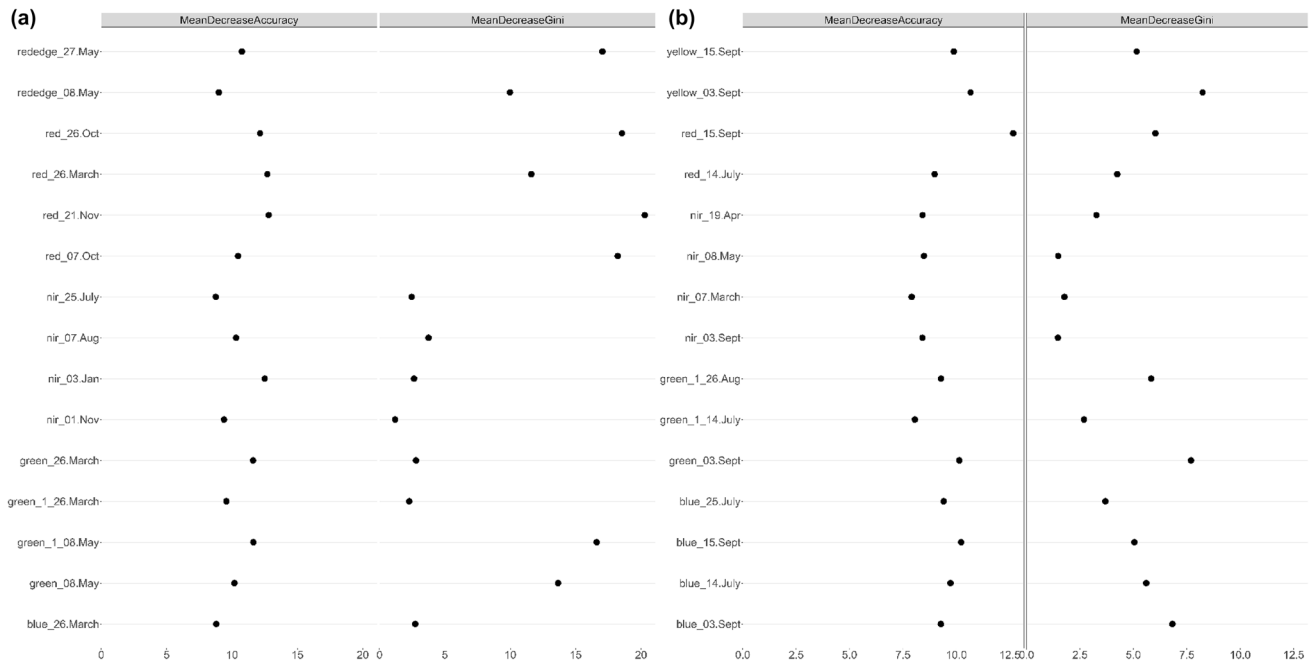 (a)
MeanDecreaseAccuracy
MeanDecreaseGini
rededge_27.May
rededge_08.May
red_26.Oct
red_26.March
red_21.Nov
red_07.Oct
nir_25.July
nir_07.Aug
nir_03.Jan
nir_01.Nov
green_26.March
green_1_26.March
green_1_08.May
green_08.May
blue_26.March
0 5 10 15 20
0 5 10 15 20
(b)
MeanDecreaseAccuracy
MeanDecreaseGini
yellow_15.Sept
yellow_03.Sept
red_15.Sept
red_14.July
nir_19.Apr
nir_08.May
nir_07.March
nir_03.Sept
green_1_26.Aug
green_1_14.July
green_03.Sept
blue_25.July
blue_15.Sept
blue_14.July
blue_03.Sept
0.0 2.5 5.0 7.5 10.0 12.5
0.0 2.5 5.0 7.5 10.0 12.5